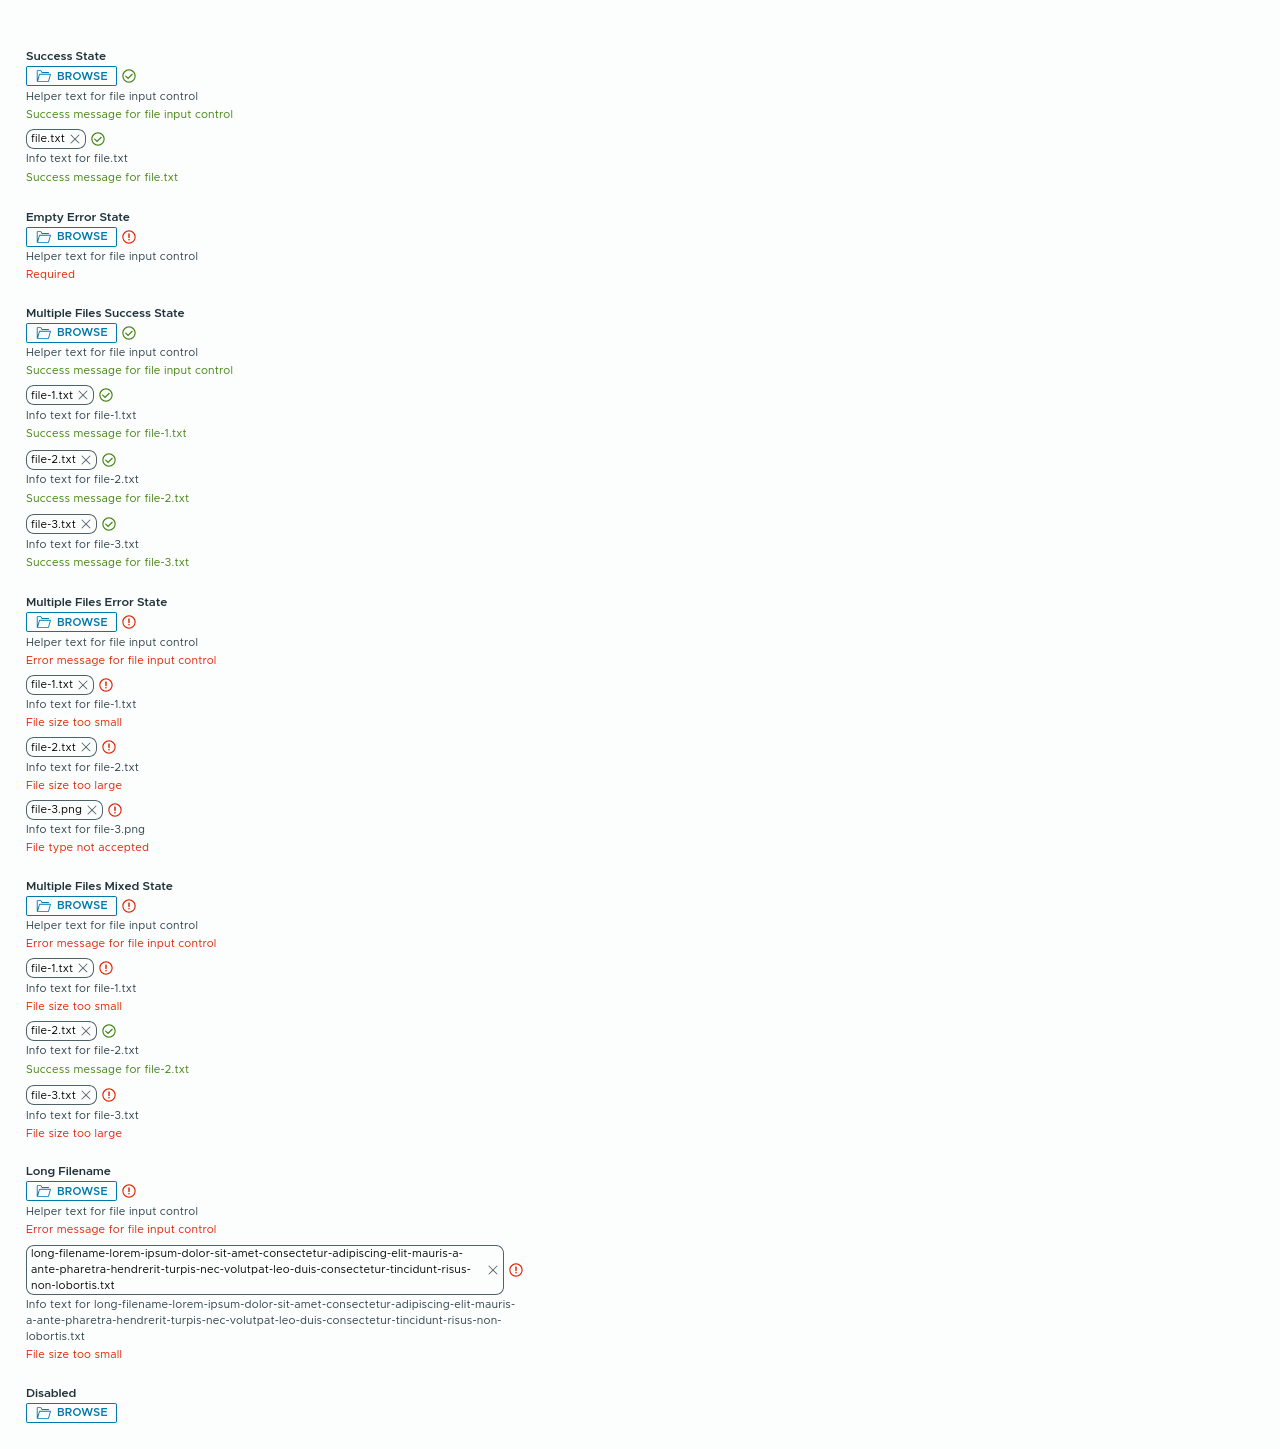 Success State
BROWSE
Helper text for file input control
Success message for file input control
file.txt
Info text for file.txt
Success message for file.txt
Empty Error State
BROWSE
Helper text for file input control
Required
Multiple Files Success State
BROWSE
Helper text for file input control
Success message for file input control
file-1.txt
Info text for file-1.txt
Success message for file-1.txt
file-2.txt
Info text for file-2.txt
Success message for file-2.txt
file-3.txt
Info text for file-3.txt
Success message for file-3.txt
Multiple Files Error State
BROWSE
Helper text for file input control
Error message for file input control
file-1.txt
Info text for file-1.txt
File size too small
file-2.txt
Info text for file-2.txt
File size too large
file-3.png
Info text for file-3.png
File type not accepted
Multiple Files Mixed State
BROWSE
Helper text for file input control
Error message for file input control
file-1.txt
Info text for file-1.txt
File size too small
file-2.txt
Info text for file-2.txt
Success message for file-2.txt
file-3.txt
Info text for file-3.txt
File size too large
Long Filename
BROWSE
Helper text for file input control
Error message for file input control
long-filename-lorem-ipsum-dolor-sit-amet-consectetur-adipiscing-elit-mauris-a-
ante-pharetra-hendrerit-turpis-nec-volutpat-leo-duis-consectetur-tincidunt-risus-
non-lobortis.txt
Info text for long-filename-lorem-ipsum-dolor-sit-amet-consectetur-adipiscing-elit-mauris-
a-ante-pharetra-hendrerit-turpis-nec-volutpat-leo-duis-consectetur-tincidunt-risus-non-
lobortis.txt
File size too small
Disabled
BROWSE